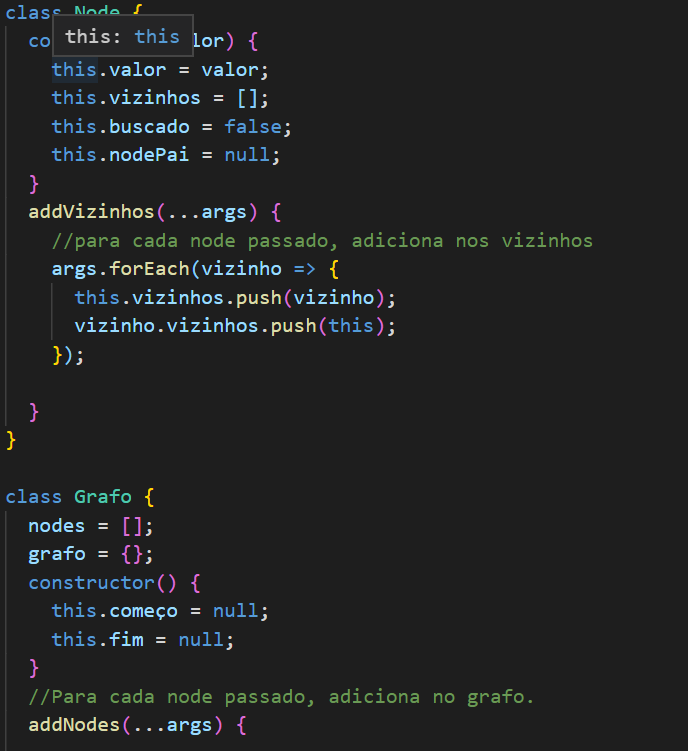 class Node {
this: this
co lor) {
this.valor = valor;
this.vizinhos = [];
this.buscado = false;
this.nodePai = null;
}
addVizinhos(...args) {
//para cada node passado, adiciona nos vizinhos
args.forEach(vizinho => {
this.vizinhos.push(vizinho);
vizinho.vizinhos.push(this);
});
}
}
class Grafo {
nodes = [];
grafo = {};
constructor() {
this.começo = null;
this.fim = null;
}
//Para cada node passado, adiciona no grafo.
addNodes(...args) {